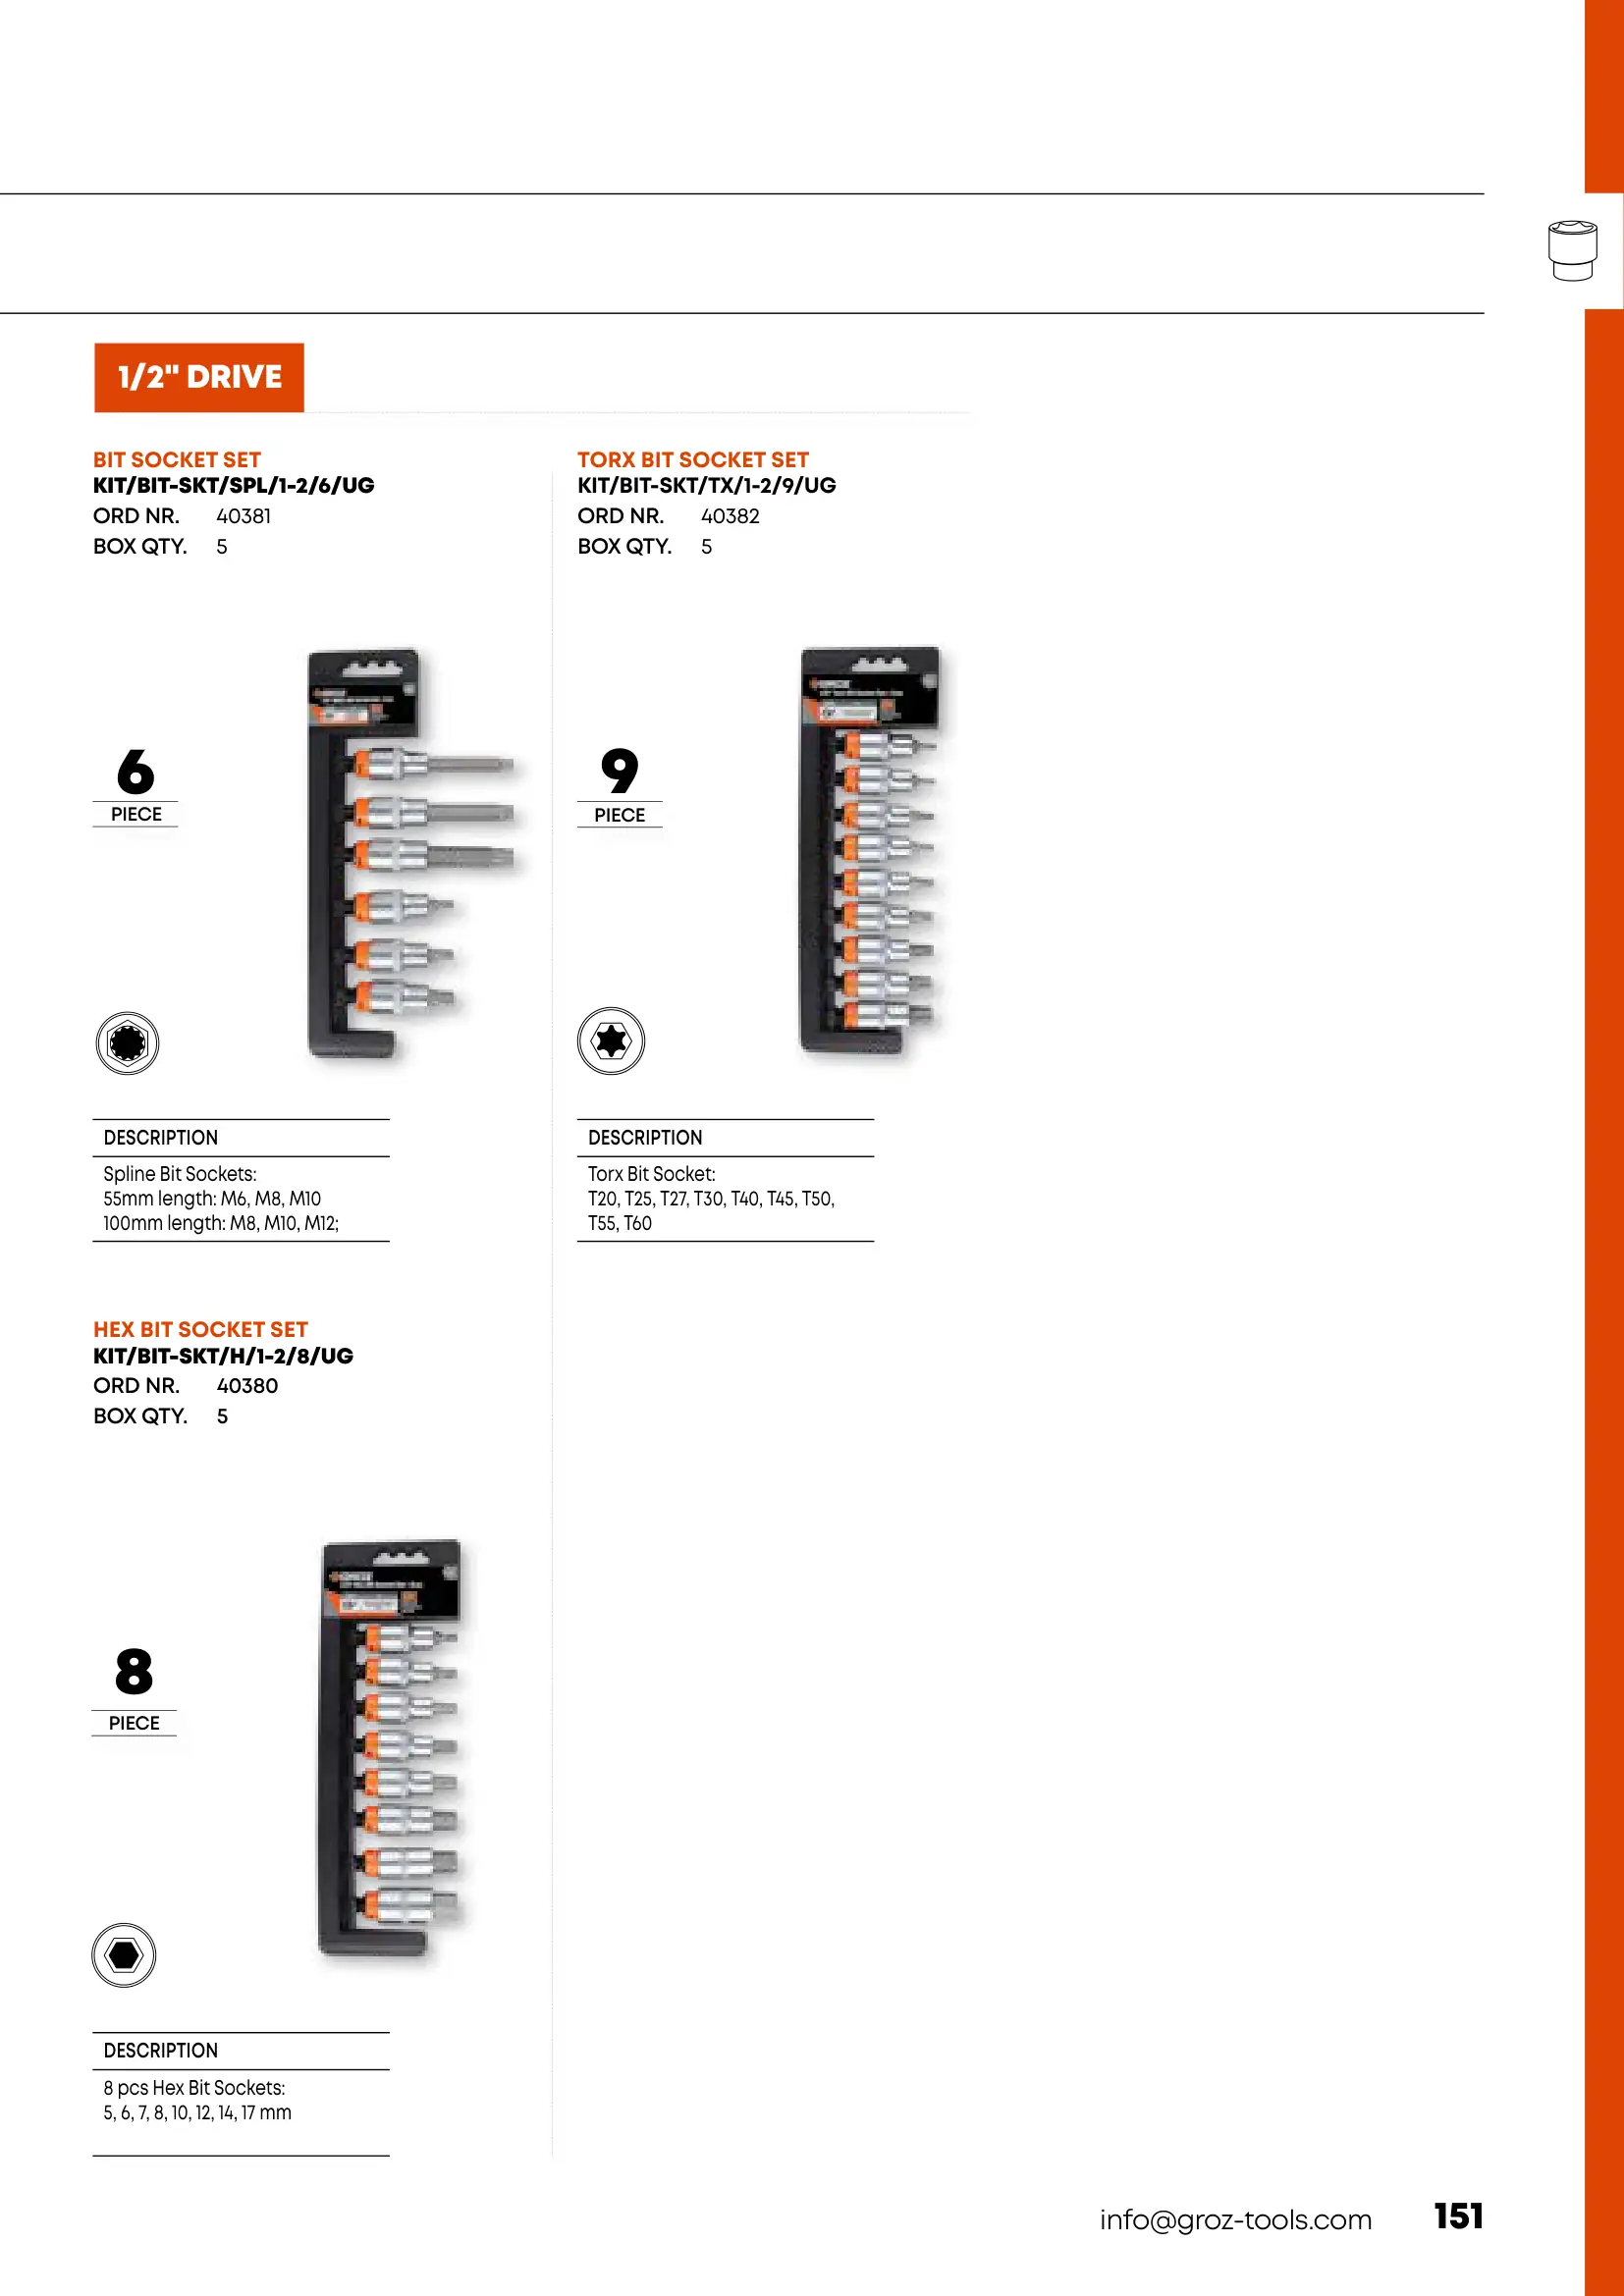 1/2" DRIVE
BIT SOCKET SET
KIT/BIT-SKT/SPL/1-2/6/UG
ORD NR. 40381
BOX QTY. 5
6
PIECE
DESCRIPTION
Spline Bit Sockets:
55mm length: M6, M8, M10
100mm length: M8, M10, M12;
TORX BIT SOCKET SET
KIT/BIT-SKT/TX/1-2/9/UG
ORD NR. 40382
BOX QTY. 5
9
PIECE
DESCRIPTION
Torx Bit Socket:
T20, T25, T27, T30, T40, T45, T50,
T55, T60
HEX BIT SOCKET SET
KIT/BIT-SKT/H/1-2/8/UG
ORD NR. 40380
BOX QTY. 5
8
PIECE
DESCRIPTION
8 pcs Hex Bit Sockets:
5, 6, 7, 8, 10, 12, 14, 17 mm
info@groz-tools.com 151